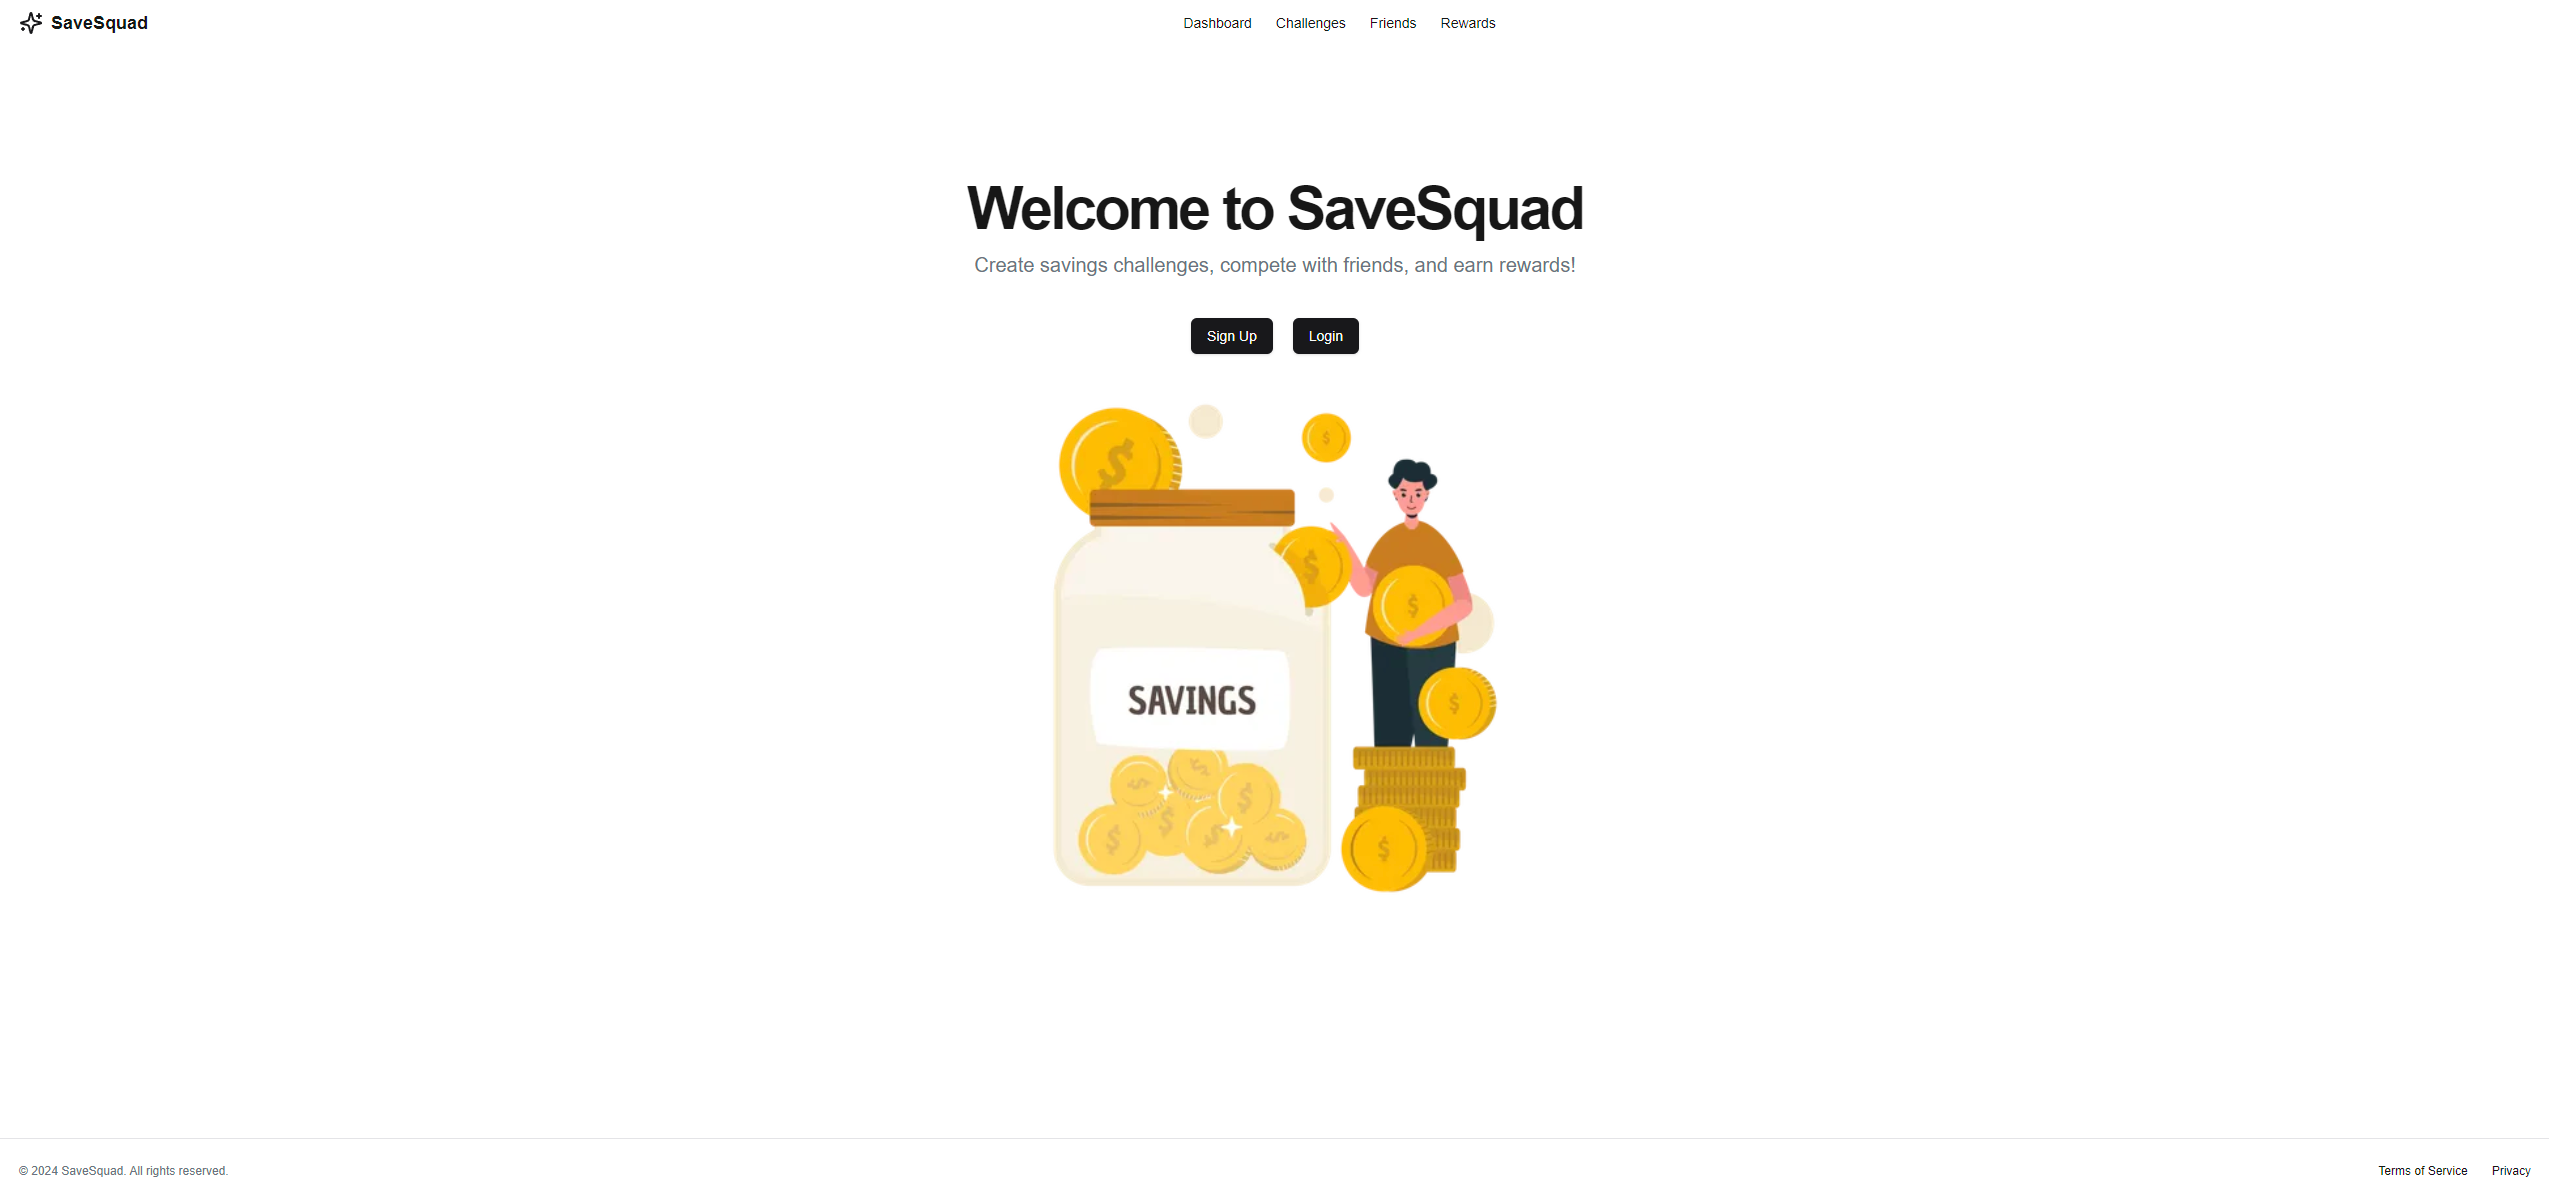 SaveSquad
Dashboard Challenges Friends Rewards
Welcome to SaveSquad
Create savings challenges, compete with friends, and earn rewards!
Sign Up Login
SAVINGS
© 2024 SaveSquad. All rights reserved.
Terms of Service Privacy